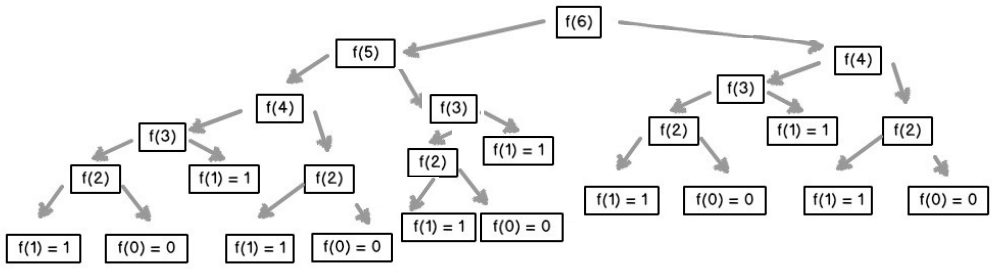 f(6)
f(5)
f(4)
f(4)
f(3)
f(3)
f(3)
f(2)
f(1) = 1
f(2)
f(1) = 1
f(2)
f(2)
f(1) = 1
f(2)
f(1) = 1
f(0) = 0
f(1) = 1
f(0) = 0
f(1) = 1
f(0) = 0
f(1) = 1
f(0) = 0
f(1) = 1
f(0) = 0